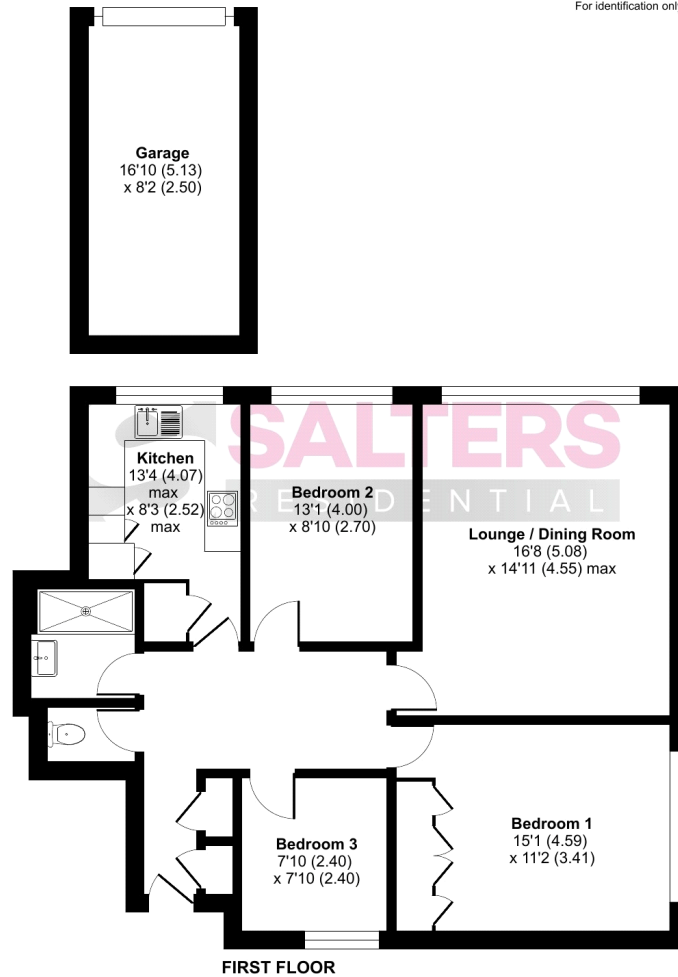 For identification only
Garage
16'10 (5.13)
x 8'2 (2.50)
SALTERS
RESIDENTIAL
Kitchen
13'4 (4.07)
max
x 8'3 (2.52)
max
Bedroom 2
13'1 (4.00)
x 8'10 (2.70)
Lounge / Dining Room
16'8 (5.08)
x 14'11 (4.55) max
Bedroom 3
7'10 (2.40)
x 7'10 (2.40)
Bedroom 1
15'1 (4.59)
x 11'2 (3.41)
FIRST FLOOR